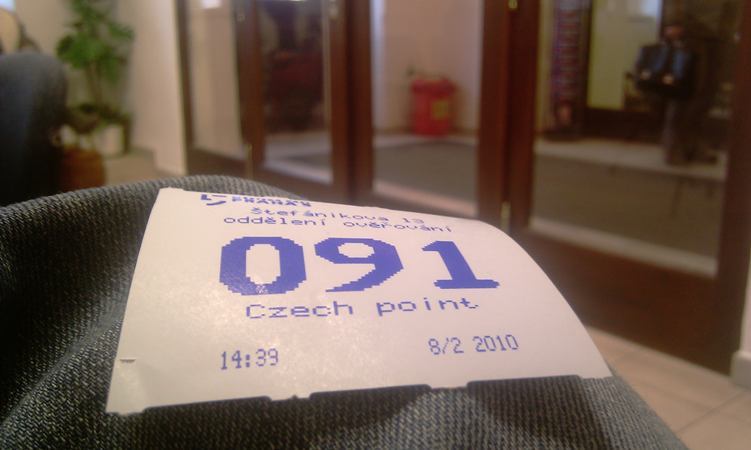 Štefánikova 13
oddělení ověřování
091
Czech point
14:39
8/2 2010